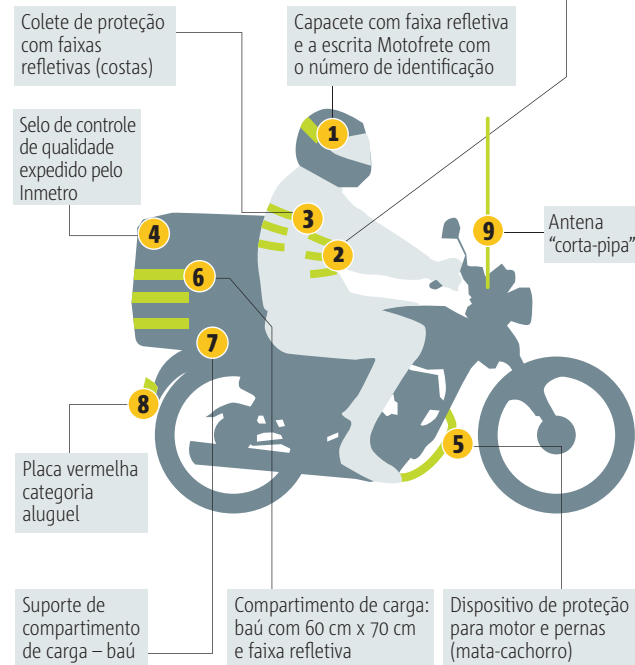 Colete de proteção
com faixas
refletivas (costas)
Capacete com faixa refletiva
e a escrita Motofrete com
o número de identificação
Selo de controle
de qualidade
expedido pelo
Inmetro
1
3
4
2
9
Antena
“corta-pipa”
6
7
8
5
Placa vermelha
categoria
aluguel
Suporte de
compartimento
de carga – baú
Compartimento de carga:
baú com 60 cm x 70 cm
e faixa refletiva
Dispositivo de proteção
para motor e pernas
(mata-cachorro)